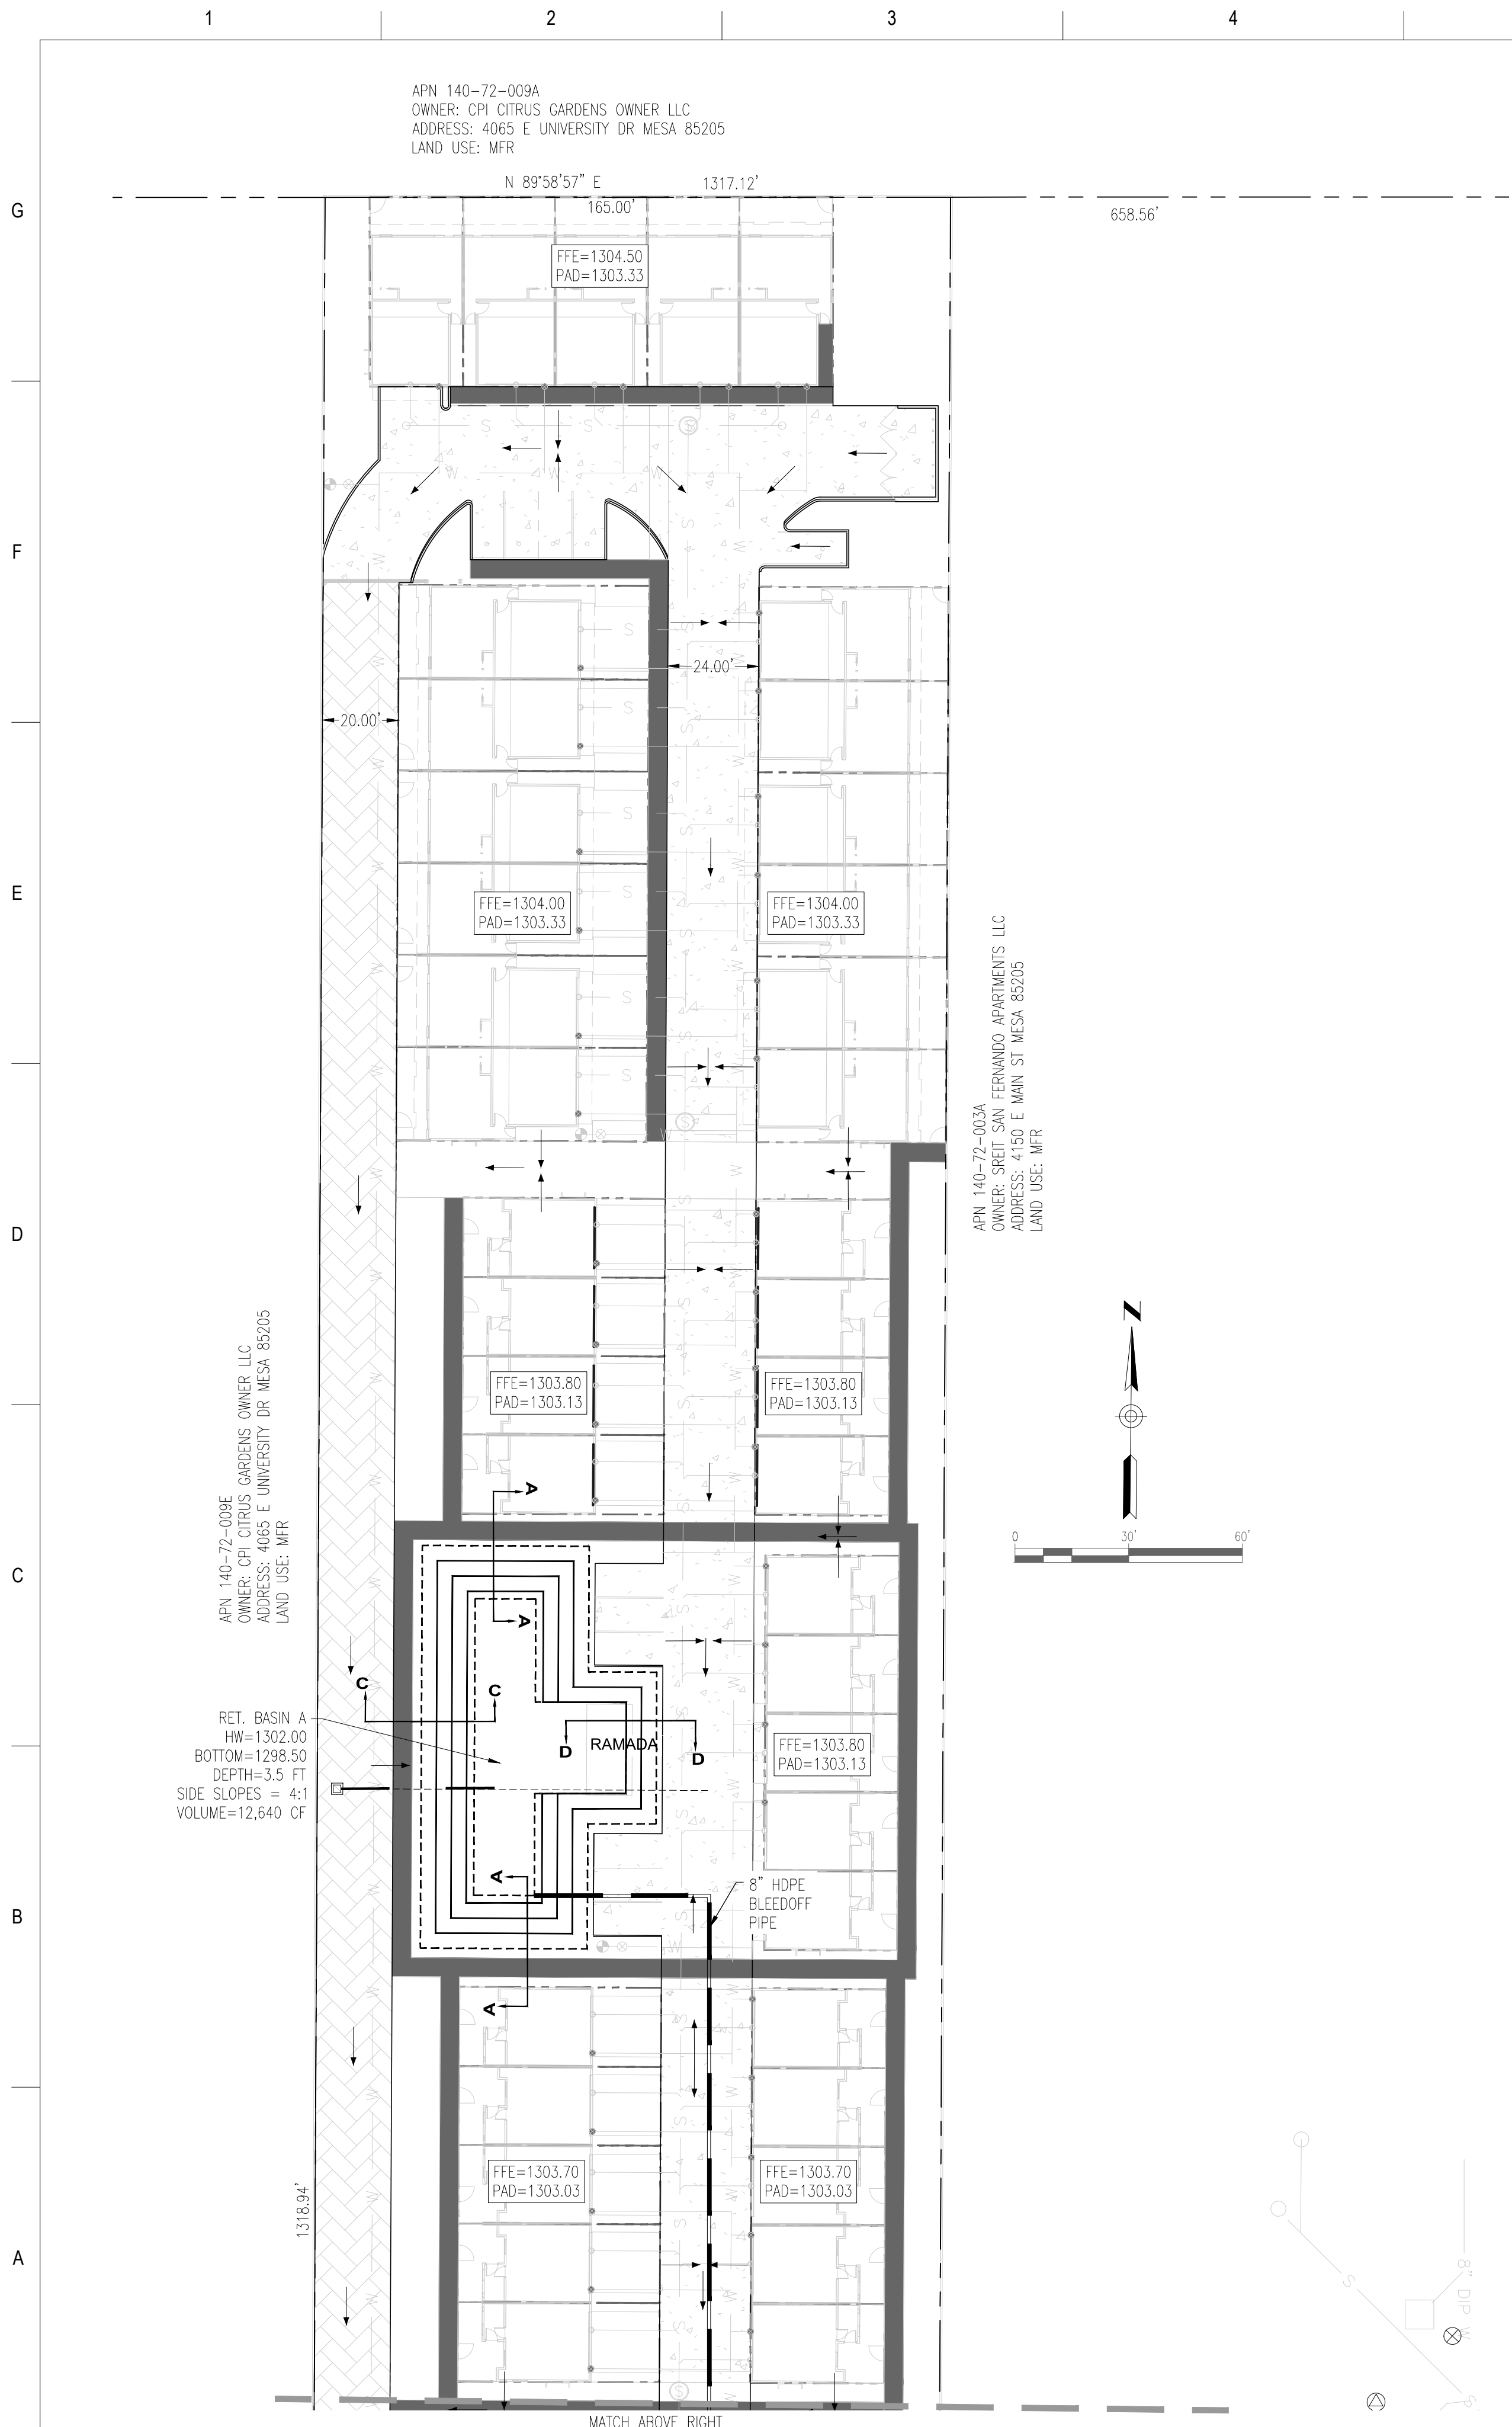 1
2
3
4
APN 140-72-009A
OWNER: CPI CITRUS GARDENS OWNER LLC
ADDRESS: 4065 E UNIVERSITY DR MESA 85205
LAND USE: MFR
N 89°58'57" E
1317.12'
165.00'
658.56'
G
FFE=1304.50
PAD=1303.33
F
24.00'
20.00'
E
FFE=1304.00
PAD=1303.33
FFE=1304.00
PAD=1303.33
APN 140-72-003A
OWNER: SREIT SAN FERNANDO APARTMENTS LLC
ADDRESS: 4150 E MAIN ST MESA 85205
LAND USE: MFR
D
APN 140-72-009E
OWNER: CPI CITRUS GARDENS OWNER LLC
ADDRESS: 4065 E UNIVERSITY DR MESA 85205
LAND USE: MFR
FFE=1303.80
PAD=1303.13
FFE=1303.80
PAD=1303.13
N
0
30'
60'
A
C
A
C
C
RET. BASIN A
HW=1302.00
BOTTOM=1298.50
DEPTH=3.5 FT
SIDE SLOPES = 4:1
VOLUME=12,640 CF
D
RAMADA
D
FFE=1303.80
PAD=1303.13
A
8" HDPE
BLEEDOFF
PIPE
B
A
FFE=1303.70
PAD=1303.03
FFE=1303.70
PAD=1303.03
1318.94'
A
S
8" DIP W
S
MATCH ABOVE RIGHT